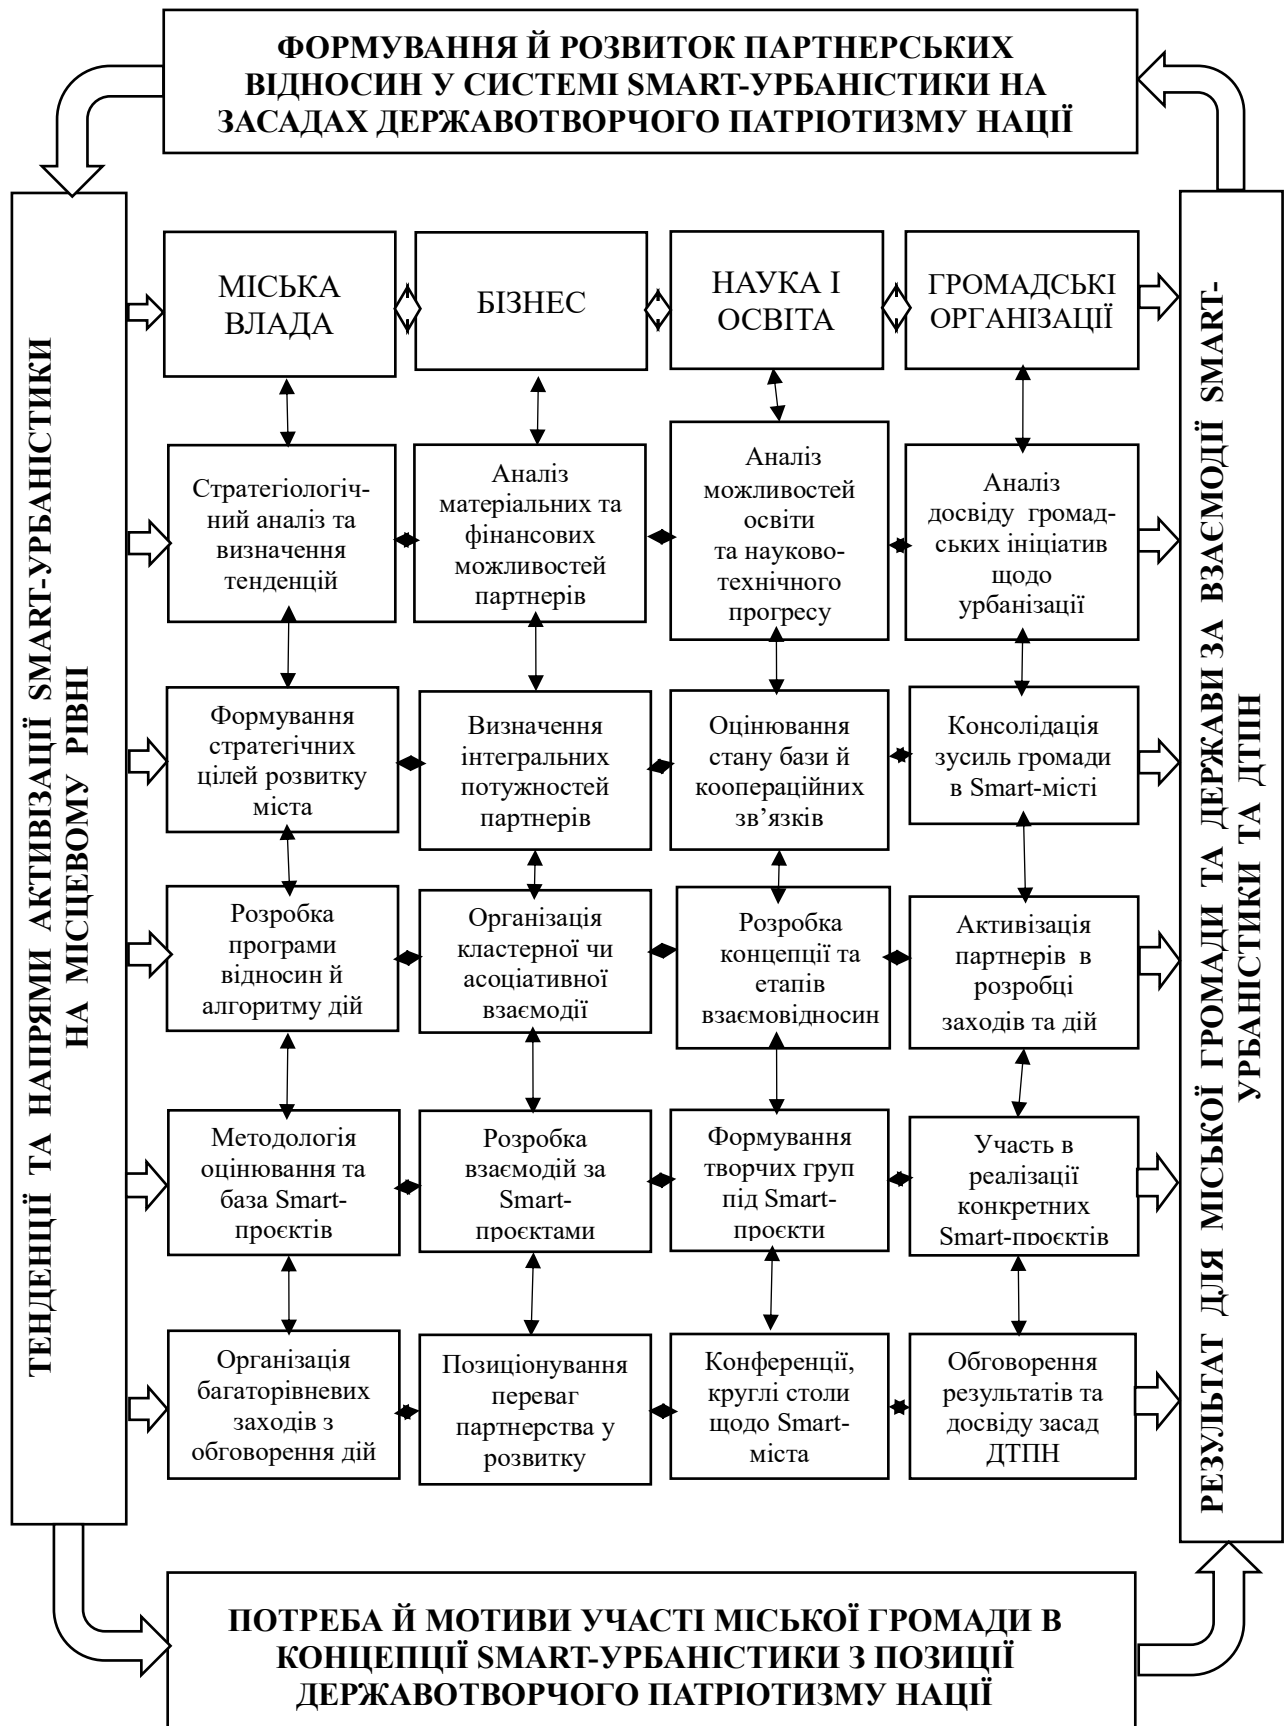 ФОРМУВАННЯ Й РОЗВИТОК ПАРТНЕРСЬКИХ
ВІДНОСИН У СИСТЕМІ SMART-УРБАНІСТИКИ НА
ЗАСАДАХ ДЕРЖАВОТВОРЧОГО ПАТРІОТИЗМУ НАЦІЇ
ТЕНДЕНЦІЇ ТА НАПРЯМИ АКТИВІЗАЦІЇ SMART-УРБАНІСТИКИ
НА МІСЦЕВОМУ РІВНІ
МІСЬКА
ВЛАДА
БІЗНЕС
НАУКА І
ОСВІТА
ГРОМАДСЬКІ
ОРГАНІЗАЦІЇ
Стратегіологіч-
ний аналіз та
визначення
тенденцій
Аналіз
матеріальних та
фінансових
можливостей
партнерів
Аналіз
можливостей
освіти
та науково-
технічного
прогресу
Аналіз
досвіду громад-
ських ініціатив
щодо
урбанізації
Формування
стратегічних
цілей розвитку
міста
Визначення
інтегральних
потужностей
партнерів
Оцінювання
стану бази й
коопераційних
зв’язків
Консолідація
зусиль громади
в Smart-місті
Розробка
програми
відносин й
алгоритму дій
Організація
кластерної чи
асоціативної
взаємодії
Розробка
концепції та
етапів
взаємовідносин
Активізація
партнерів в
розробці
заходів та дій
Методологія
оцінювання та
база Smart-
проєктів
Розробка
взаємодій за
Smart-
проєктами
Формування
творчих груп
під Smart-
проєкти
Участь в
реалізації
конкретних
Smart-проєктів
Організація
багаторівневих
заходів з
обговорення дій
Позиціонування
переваг
партнерства у
розвитку
Конференції,
круглі столи
щодо Smart-
міста
Обговорення
результатів та
досвіду засад
ДТПН
РЕЗУЛЬТАТ ДЛЯ МІСЬКОЇ ГРОМАДИ ТА ДЕРЖАВИ ЗА ВЗАЄМОДІЇ SMART-
УРБАНІСТИКИ ТА ДТПН
ПОТРЕБА Й МОТИВИ УЧАСТІ МІСЬКОЇ ГРОМАДИ В
КОНЦЕПЦІЇ SMART-УРБАНІСТИКИ З ПОЗИЦІЇ
ДЕРЖАВОТВОРЧОГО ПАТРІОТИЗМУ НАЦІЇ